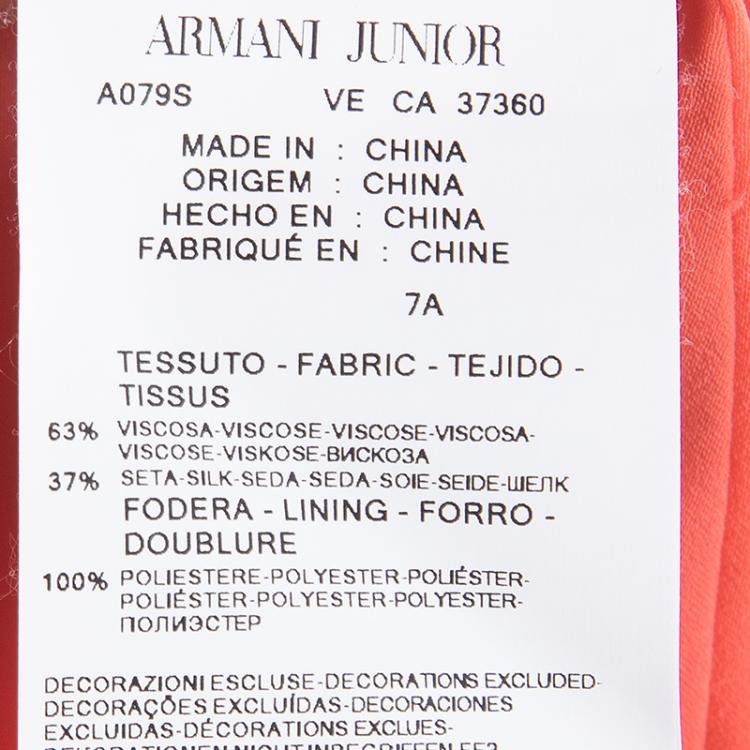 ARMANI JUNIOR
A079S VE CA 37360
MADE IN : CHINA
ORIGEM : CHINA
HECHO EN : CHINA
FABRIQUÉ EN : CHINE
7A
TESSUTO - FABRIC - TEJIDO -
TISSUS
63% VISCOSA-VISCOSE-VISCOSE-VISCOSA-
VISCOSE-VISKOSE-ВИСКОЗА
37% SETA-SILK-SEDA-SEDA-SOIE-SEIDE-ШЕЛК
FODERA - LINING - FORRO -
DOUBLURE
100% POLIESTERE-POLYESTER-POLIÉSTER-
POLIÉSTER-POLYESTER-POLYESTER-
ПОЛИЭСТЕР
DECORAZIONI ESCLUSE-DECORATIONS EXCLUDED-
DECORAÇÕES EXCLUÍDAS-DECORACIONES
EXCLUIDAS-DÉCORATIONS EXCLUES-
DEKORATIONEN NICHT INBEGRIFFEN